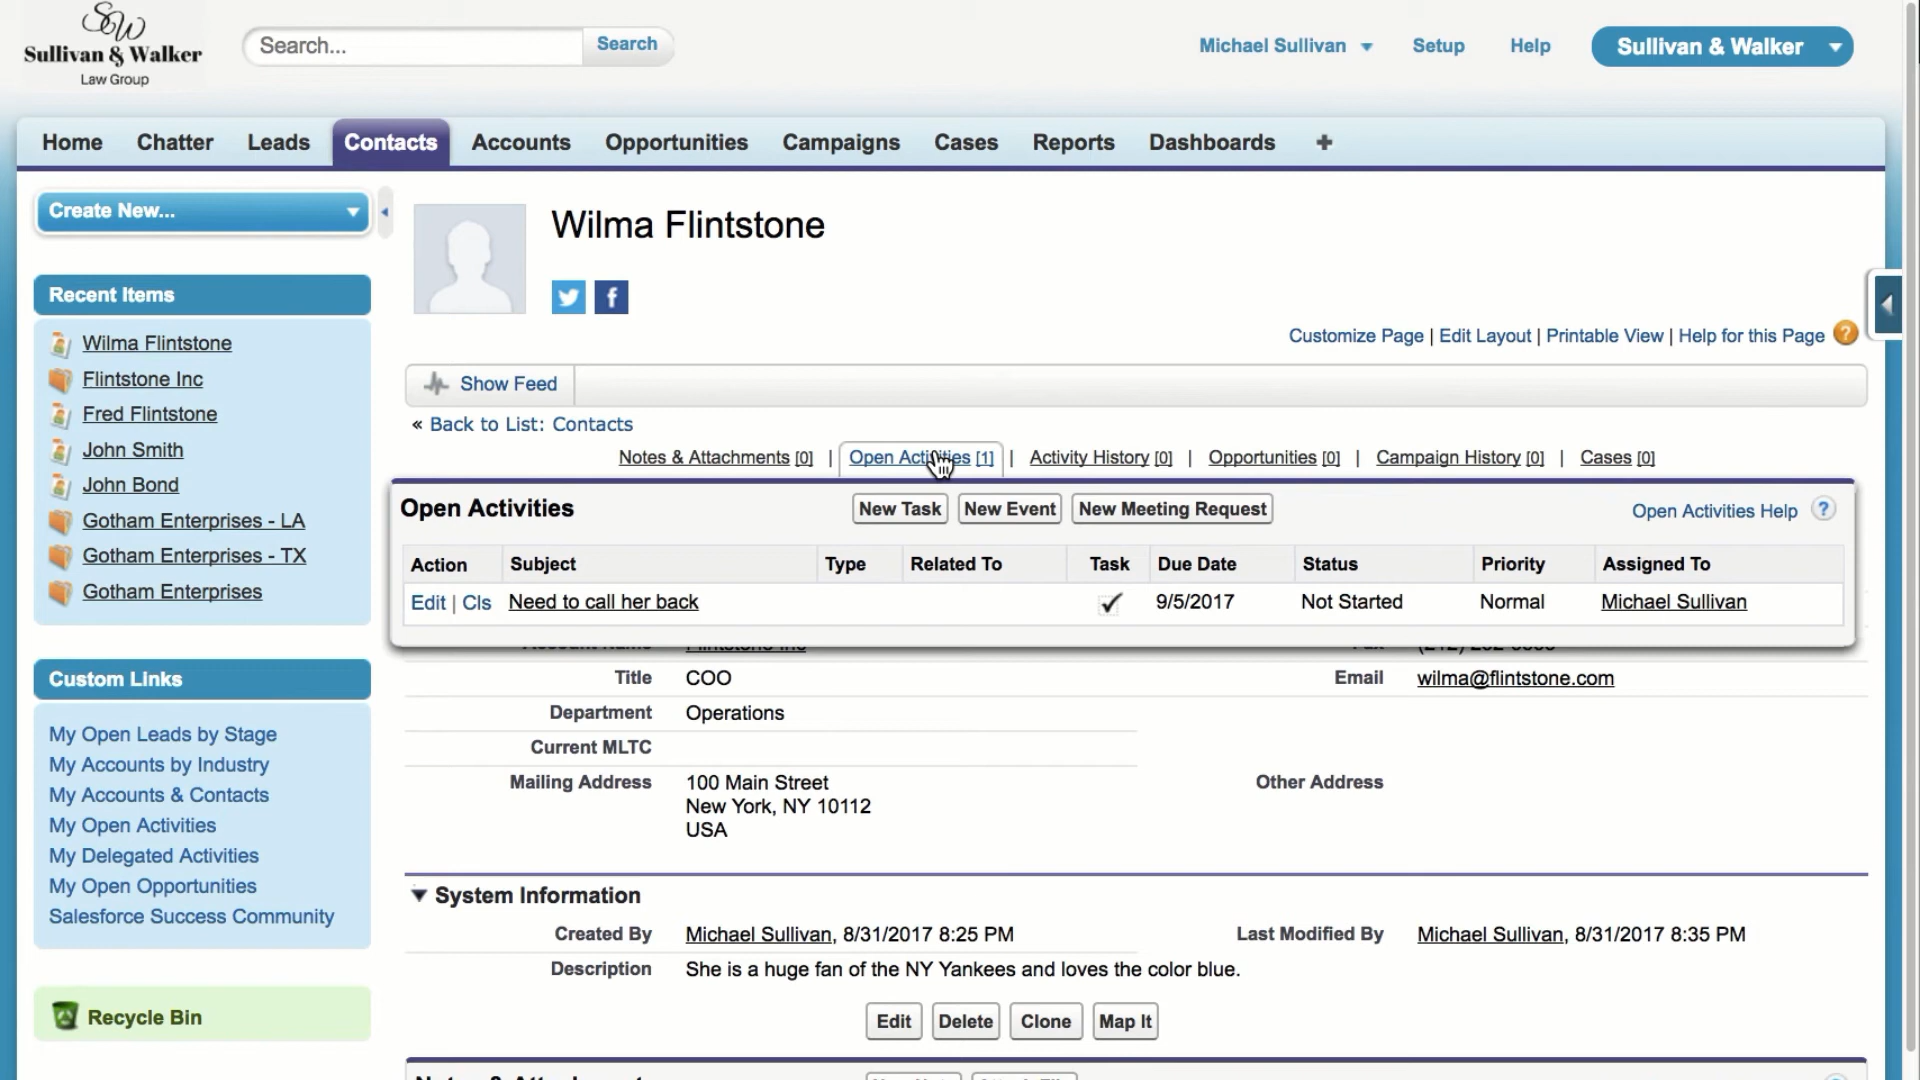 SW
Sullivan & Walker
Law Group
Search...
Search
Michael Sullivan
Setup
Help
Sullivan & Walker
Home
Chatter
Leads
Contacts
Accounts
Opportunities
Campaigns
Cases
Reports
Dashboards
+
Create New...
Recent Items
Wilma Flintstone
Flintstone Inc
Fred Flintstone
John Smith
John Bond
Gotham Enterprises - LA
Gotham Enterprises - TX
Gotham Enterprises
Custom Links
My Open Leads by Stage
My Accounts by Industry
My Accounts & Contacts
My Open Activities
My Delegated Activities
My Open Opportunities
Salesforce Success Community
Recycle Bin
Wilma Flintstone
Customize Page | Edit Layout | Printable View | Help for this Page ?
Show Feed
« Back to List: Contacts
Notes & Attachments [0] | Open Activities [1] | Activity History [0] | Opportunities [0] | Campaign History [0] | Cases [0]
Open Activities
New Task
New Event
New Meeting Request
Open Activities Help ?
Action Subject Type Related To Task Due Date Status Priority Assigned To
Edit | Cls Need to call her back 9/5/2017 Not Started Normal Michael Sullivan
Title COO Email wilma@flintstone.com
Department Operations
Current MLTC
Mailing Address 100 Main Street Other Address
New York, NY 10112
USA
System Information
Created By Michael Sullivan, 8/31/2017 8:25 PM Last Modified By Michael Sullivan, 8/31/2017 8:35 PM
Description She is a huge fan of the NY Yankees and loves the color blue.
Edit
Delete
Clone
Map It